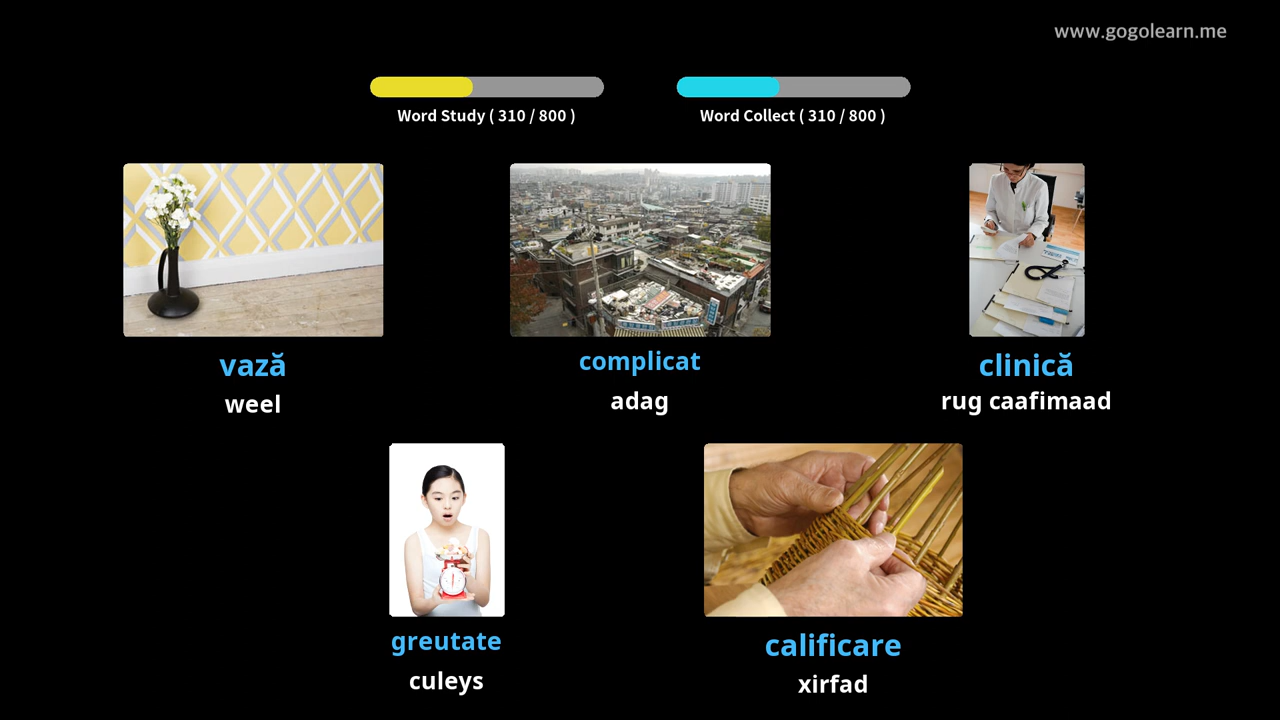 www.gogolearn.me
Word Study ( 310 / 800 )
Word Collect ( 310 / 800 )
vază
weel
complicat
adag
clinică
rug caafimaad
greutate
culeys
calificare
xirfad